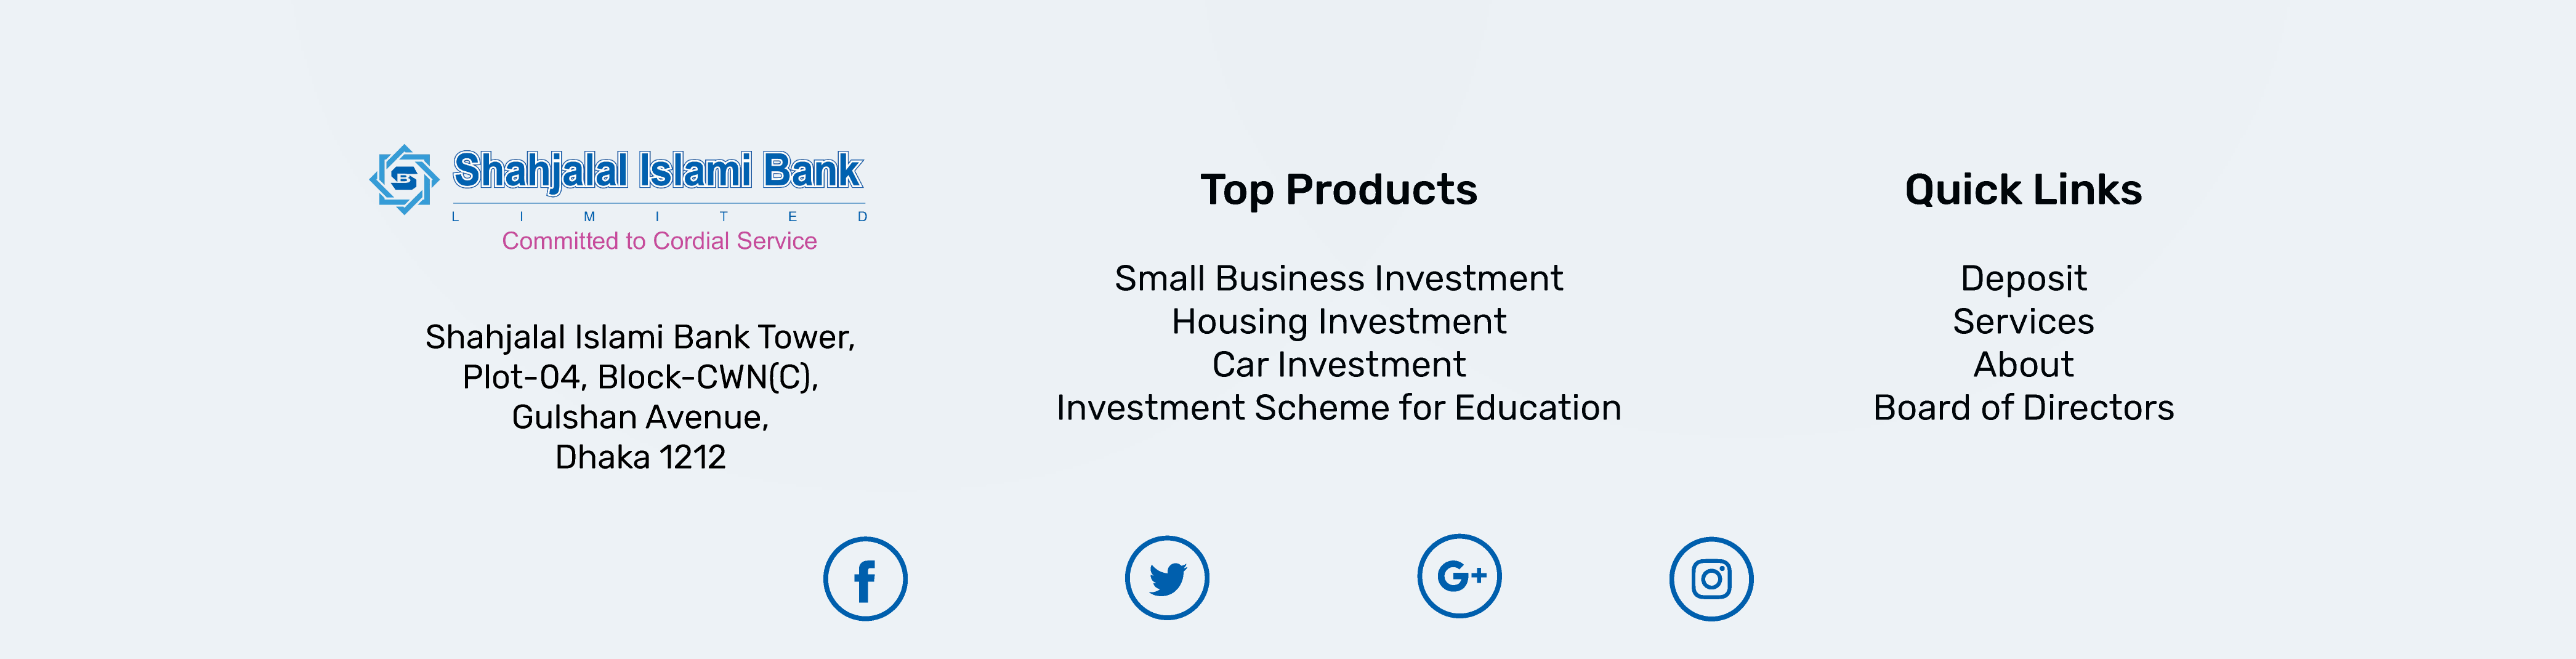 Shahjalal Islami Bank
LIMITED
Committed to Cordial Service
Shahjalal Islami Bank Tower,
Plot-04, Block-CWN(C),
Gulshan Avenue,
Dhaka 1212
Top Products
Small Business Investment
Housing Investment
Car Investment
Investment Scheme for Education
Quick Links
Deposit
Services
About
Board of Directors
f
G+